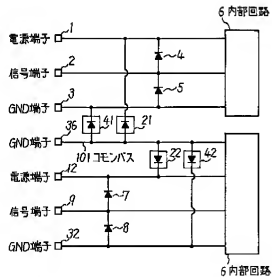 6内部回路
電源端子 1
信号端子 2
4
5
GND端子 3
41
21
GND端子 36
101 コモンバス
22
42
電源端子 12
7
信号端子 9
8
GND端子 32
6内部回路